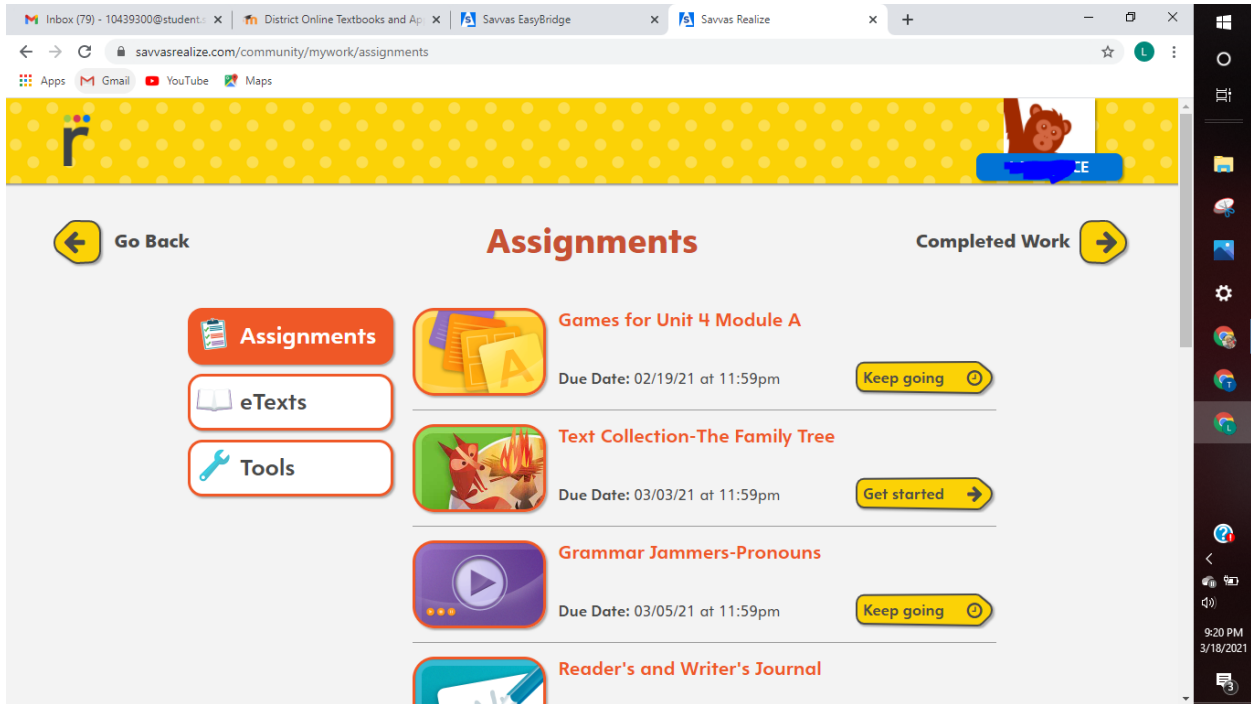 Inbox (79) - 10439300@student.s
District Online Textbooks and Ap
Savvas EasyBridge
Savvas Realize
savvasrealize.com/community/mywork/assignments
L
Apps
Gmail
YouTube
Maps
r
CE
Go Back
Assignments
Completed Work
Assignments
eTexts
Tools
A
Games for Unit 4 Module A
Due Date: 02/19/21 at 11:59pm
Keep going
Text Collection-The Family Tree
Due Date: 03/03/21 at 11:59pm
Get started
Grammar Jammers-Pronouns
Due Date: 03/05/21 at 11:59pm
Keep going
Reader's and Writer's Journal
T
L
9:20 PM
3/18/2021
3